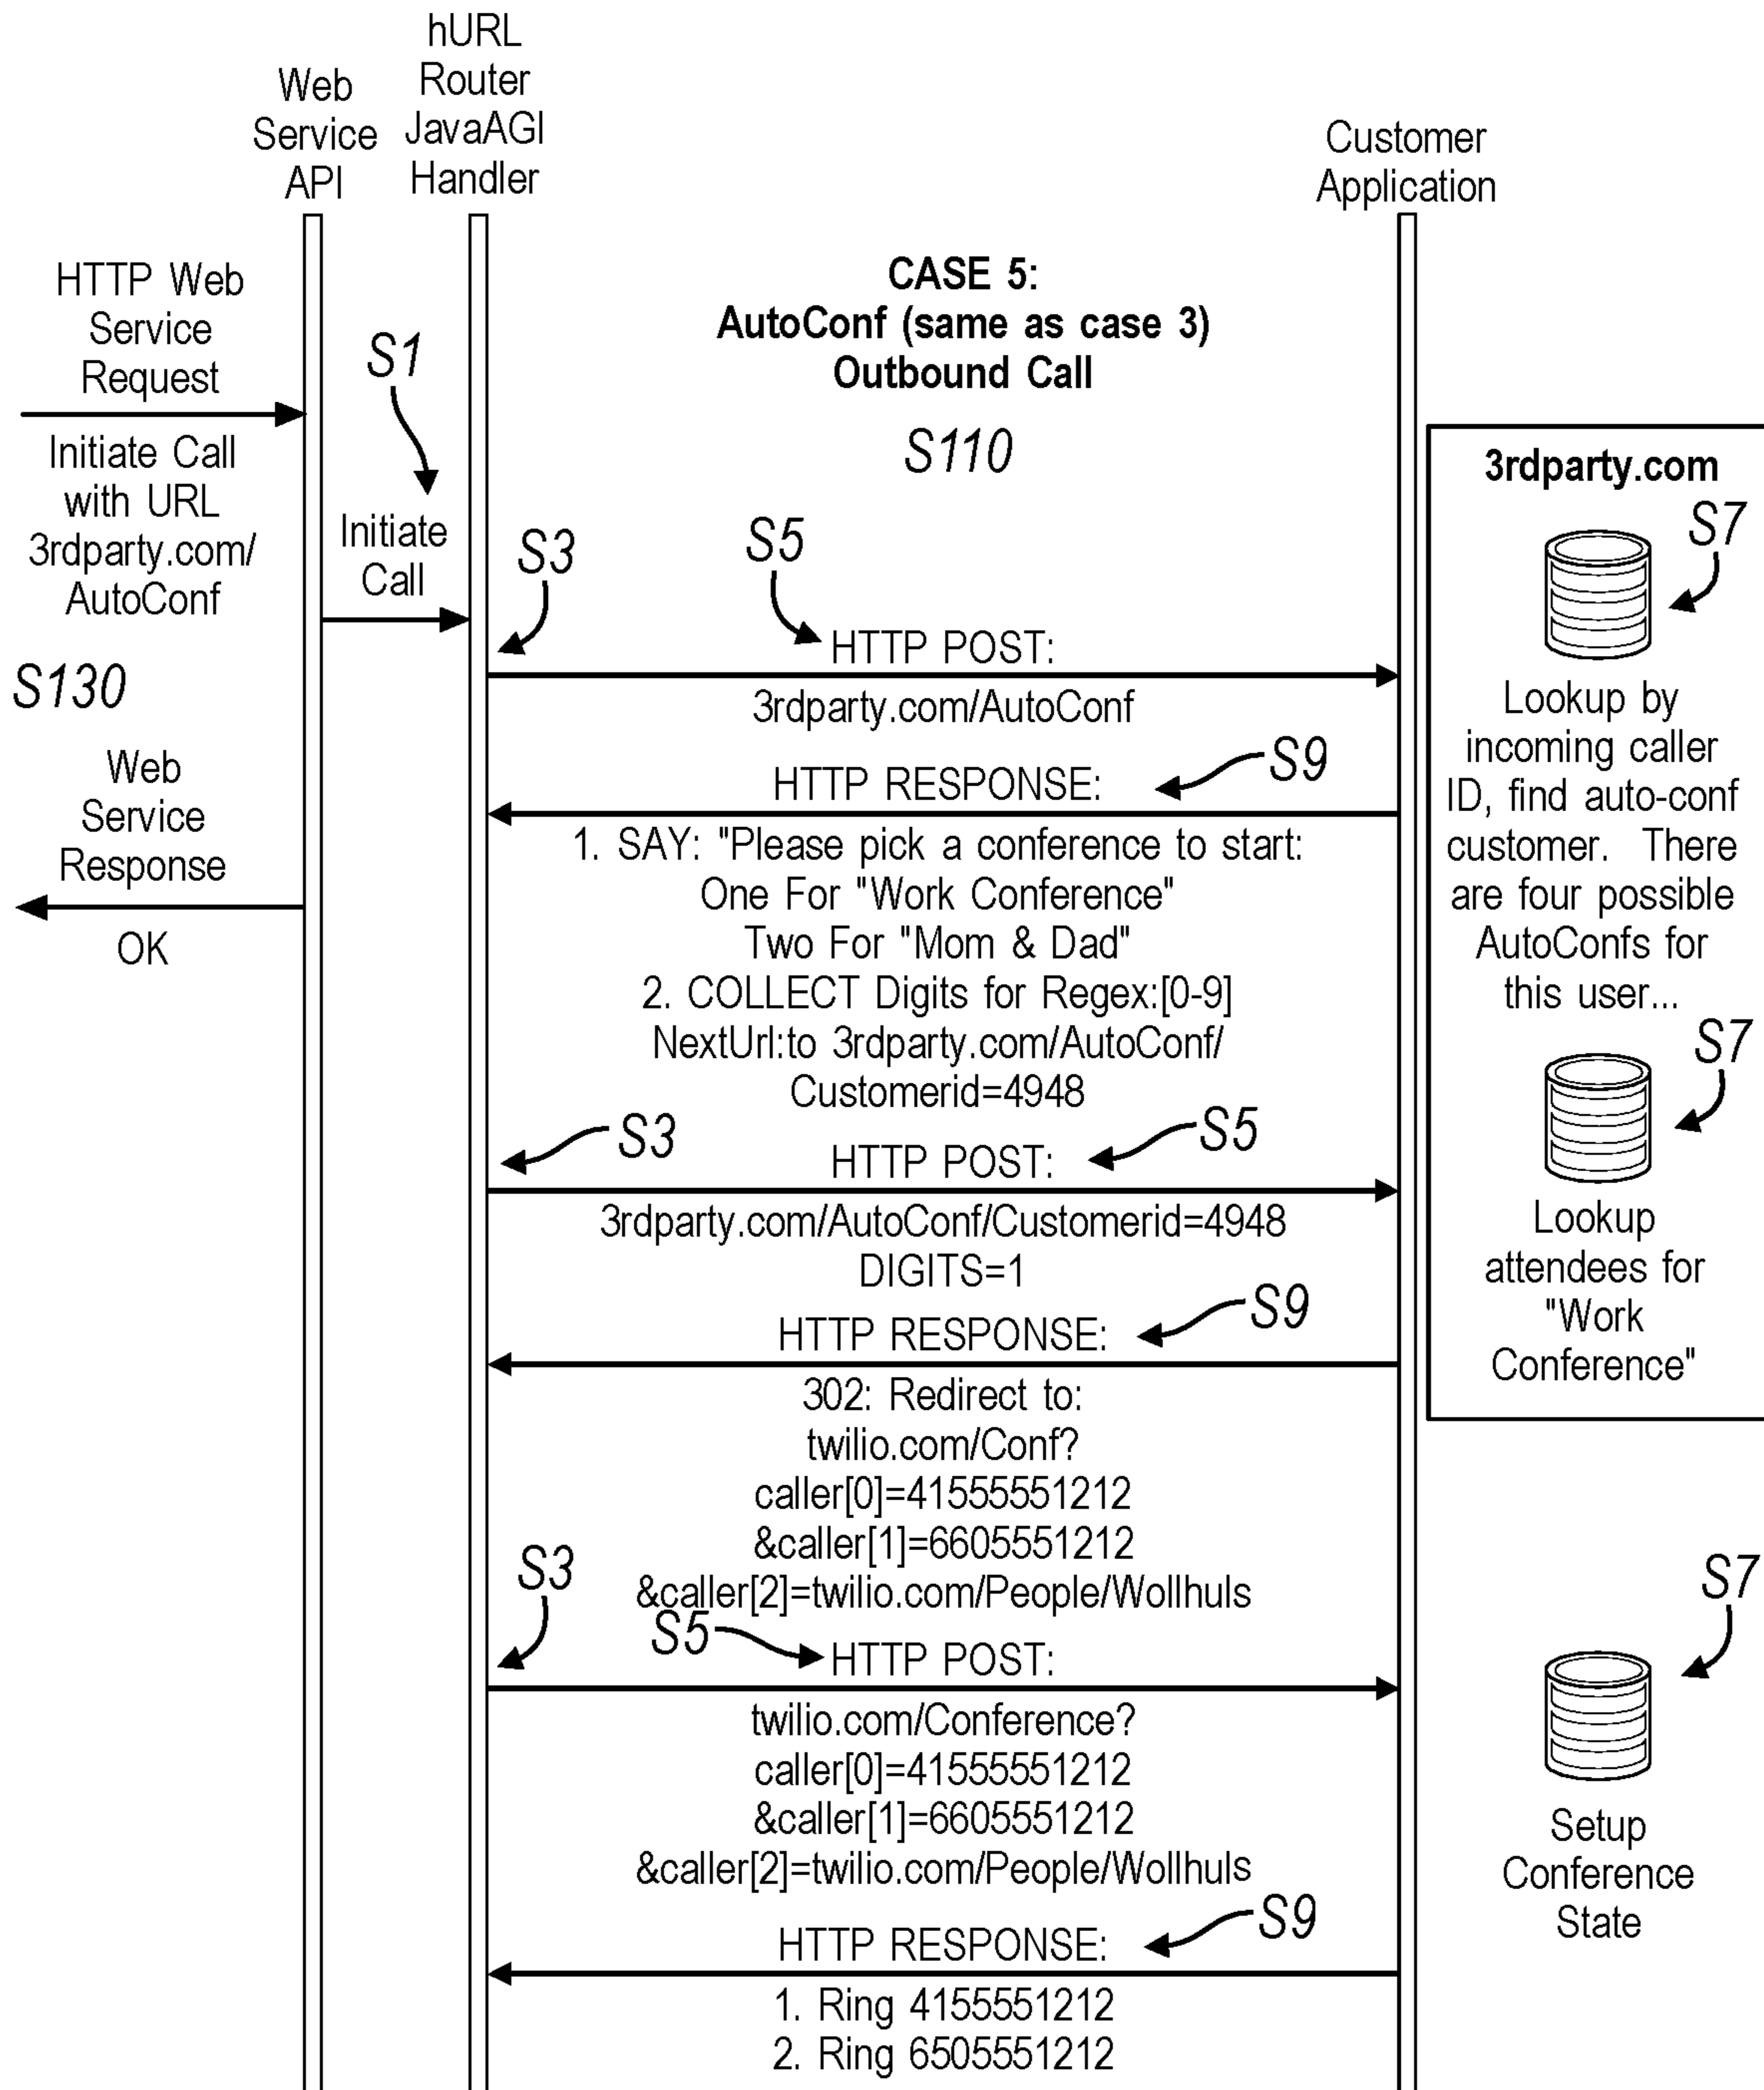 Web
Service
API
hURL
Router
JavaAGI
Handler
Customer
Application
HTTP Web
Service
Request
Initiate Call
with URL
3rdparty.com/
AutoConf
S130
Web
Service
Response
OK
S1
Initiate
Call
CASE 5:
AutoConf (same as case 3)
Outbound Call
S110
S3
S5
HTTP POST:
3rdparty.com/AutoConf
HTTP RESPONSE:
S9
1. SAY: "Please pick a conference to start:
One For "Work Conference"
Two For "Mom & Dad"
2. COLLECT Digits for Regex:[0-9]
NextUrl:to 3rdparty.com/AutoConf/
Customerid=4948
S3
HTTP POST:
S5
3rdparty.com/AutoConf/Customerid=4948
DIGITS=1
HTTP RESPONSE:
S9
302: Redirect to:
twilio.com/Conf?
caller[0]=41555551212
&caller[1]=6605551212
&caller[2]=twilio.com/People/Wollhuls
S3
S5
HTTP POST:
twilio.com/Conference?
caller[0]=41555551212
&caller[1]=6605551212
&caller[2]=twilio.com/People/Wollhuls
HTTP RESPONSE:
S9
1. Ring 4155551212
2. Ring 6505551212
3rdparty.com
S7
Lookup by
incoming caller
ID, find auto-conf
customer. There
are four possible
AutoConfs for
this user...
S7
Lookup
attendees for
"Work
Conference"
S7
Setup
Conference
State